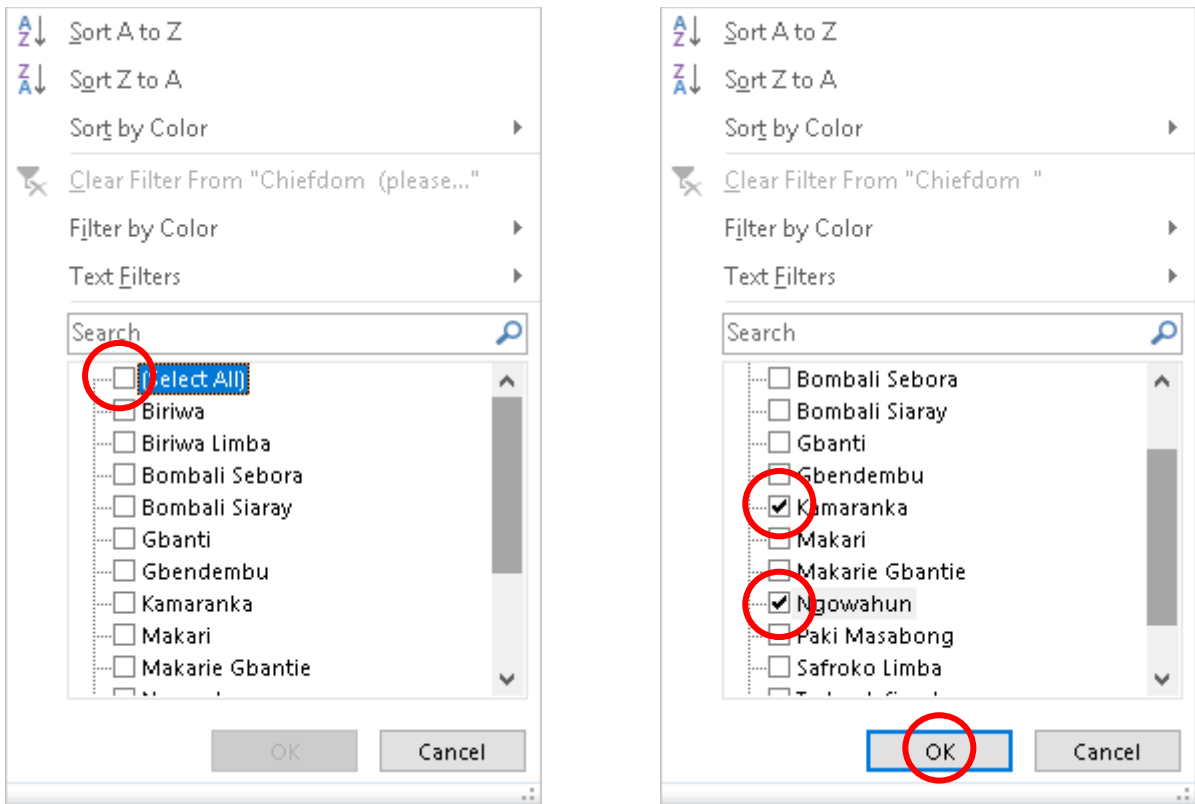 Sort A to Z
Sort Z to A
Sort by Color
Clear Filter From "Chiefdom (please..."
Filter by Color
Text Filters
Search
(Select All)
Biriwa
Biriwa Limba
Bombali Sebora
Bombali Siaray
Gbanti
Gbendembu
Kamaranka
Makari
Makarie Gbantie
OK
Cancel
Sort A to Z
Sort Z to A
Sort by Color
Clear Filter From "Chiefdom "
Filter by Color
Text Filters
Search
Bombali Sebora
Bombali Siaray
Gbanti
Gbendembu
Kamaranka
Makari
Makarie Gbantie
Ngowahun
Paki Masabong
Safroko Limba
OK
Cancel